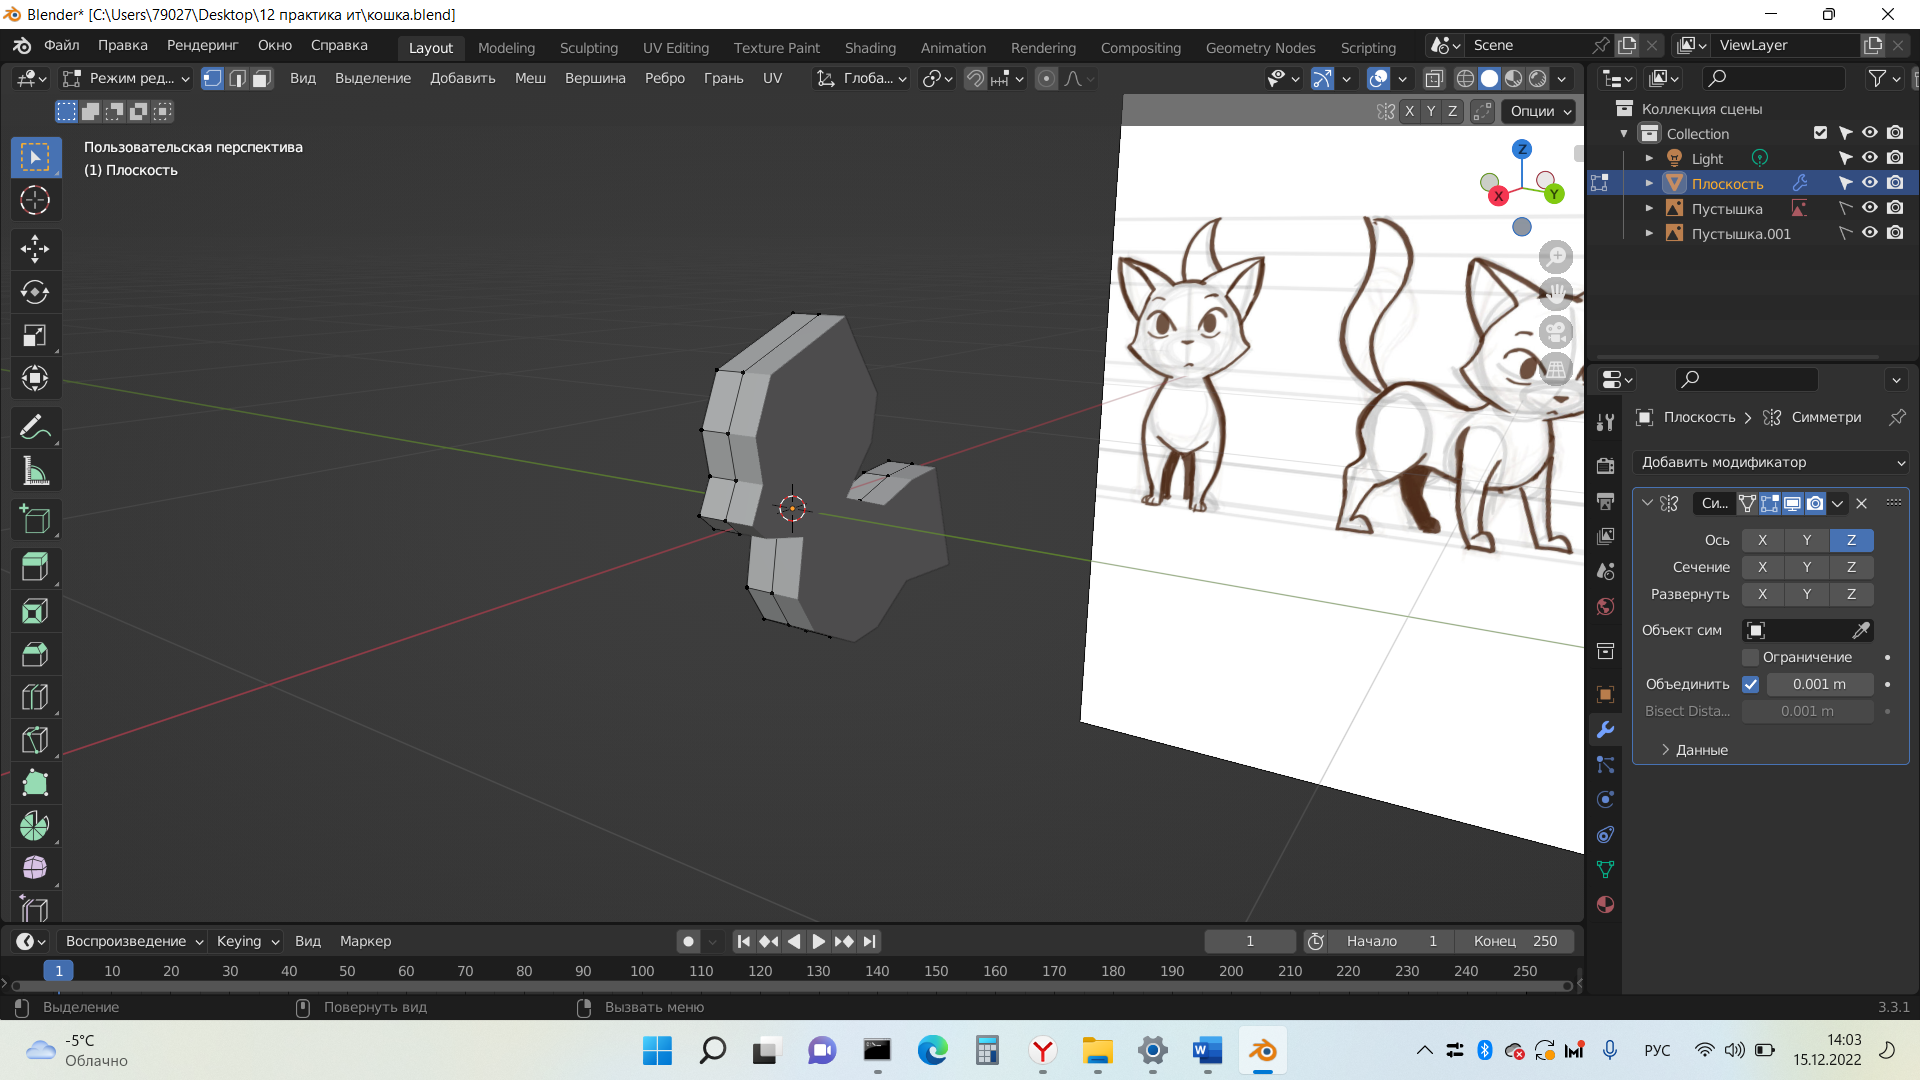 Blender* [C:\Users\79027\Desktop\12 практика ит\кошка.blend]
Файл Правка Рендеринг Окно Справка Layout Modeling Sculpting UV Editing Texture Paint Shading Animation Rendering Compositing Geometry Nodes Scripting Scene ViewLayer
Режим ред... Вид Выделение Добавить Меш Вершина Ребро Грань UV Глоба...
X Y Z Опции
Пользовательская перспектива
(1) Плоскость
Z
X
Y
Коллекция сцены
Collection
Light
Плоскость
Пустышка
Пустышка.001
Плоскость Симметри
Добавить модификатор
Си...
Ось X Y Z
Сечение X Y Z
Развернуть X Y Z
Объект сим
Ограничение
Объединить 0.001 m
Bisect Dista... 0.001 m
Данные
Воспроизведение Keying Вид Маркер 1 Начало 1 Конец 250
1 10 20 30 40 50 60 70 80 90 100 110 120 130 140 150 160 170 180 190 200 210 220 230 240 250
Выделение Повернуть вид Вызвать меню 3.3.1
-5°C
Облачно
РУС
14:03
15.12.2022